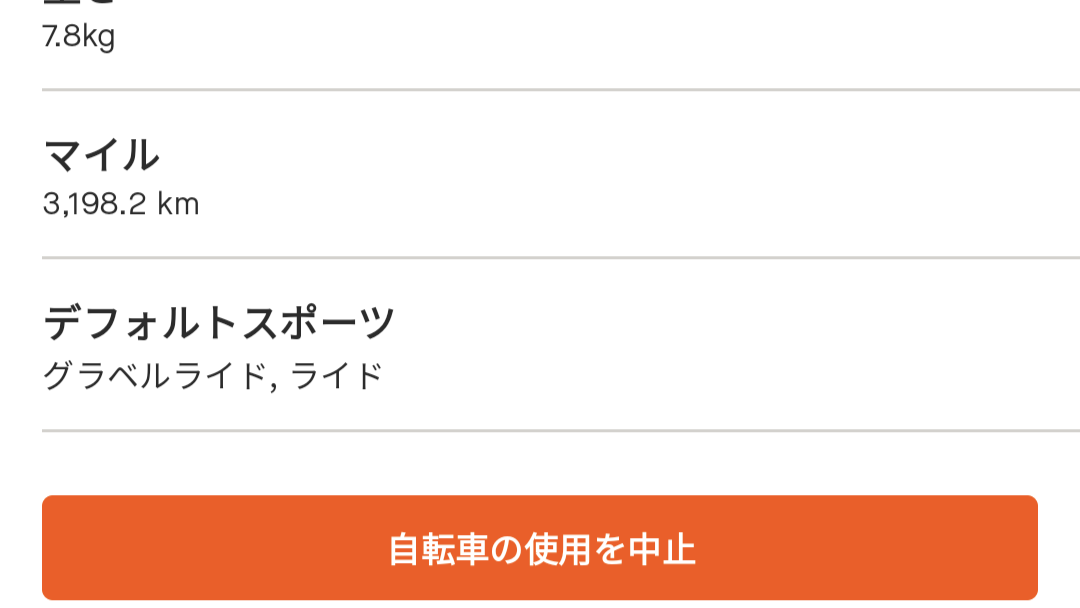 7.8kg
マイル
3,198.2 km
デフォルトスポーツ
グラベルライド, ライド
自転車の使用を中止